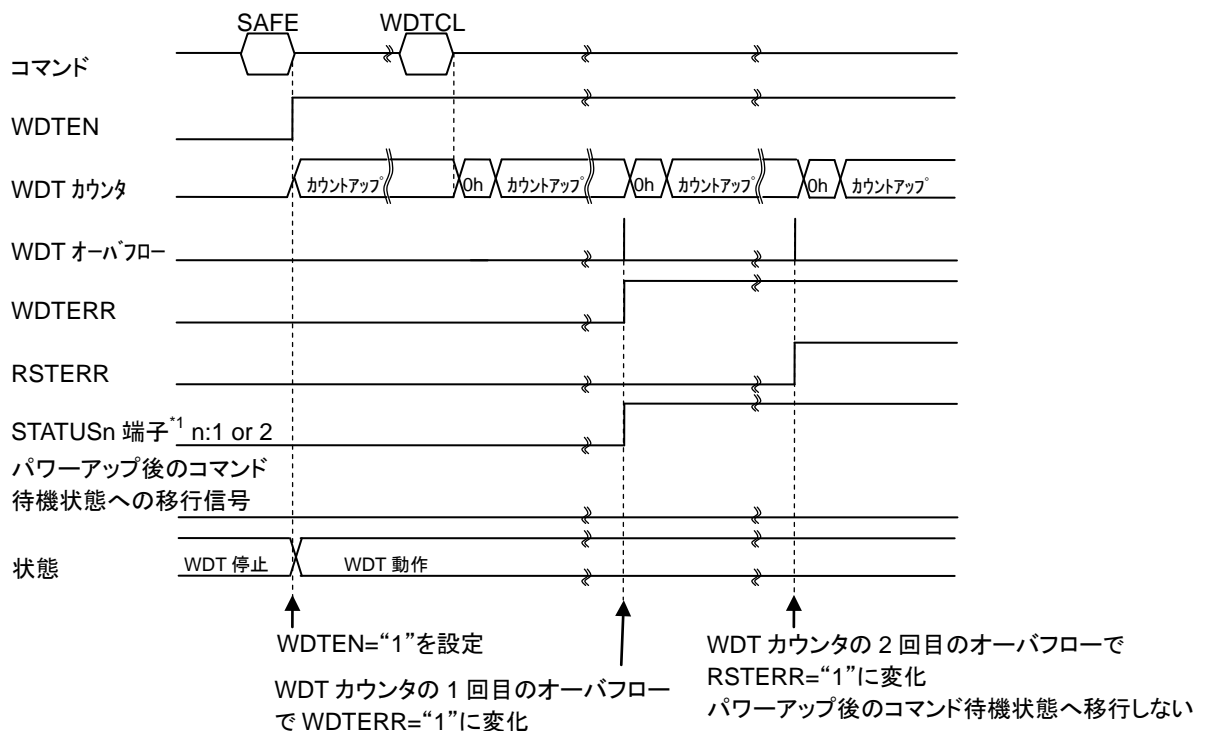 SAFE WDTCL
コマンド
WDTEN
WDT カウンタ カウントアップ 0h カウントアップ 0h カウントアップ 0h カウントアップ
WDT オーバフロー
WDTERR
RSTERR
STATUSn 端子*1 n:1 or 2
パワーアップ後のコマンド
待機状態への移行信号
状態 WDT 停止 WDT 動作
WDTEN=“1”を設定
WDT カウンタの 1 回目のオーバフロー
で WDTERR=“1”に変化
WDT カウンタの 2 回目のオーバフローで
RSTERR=“1”に変化
パワーアップ後のコマンド待機状態へ移行しない